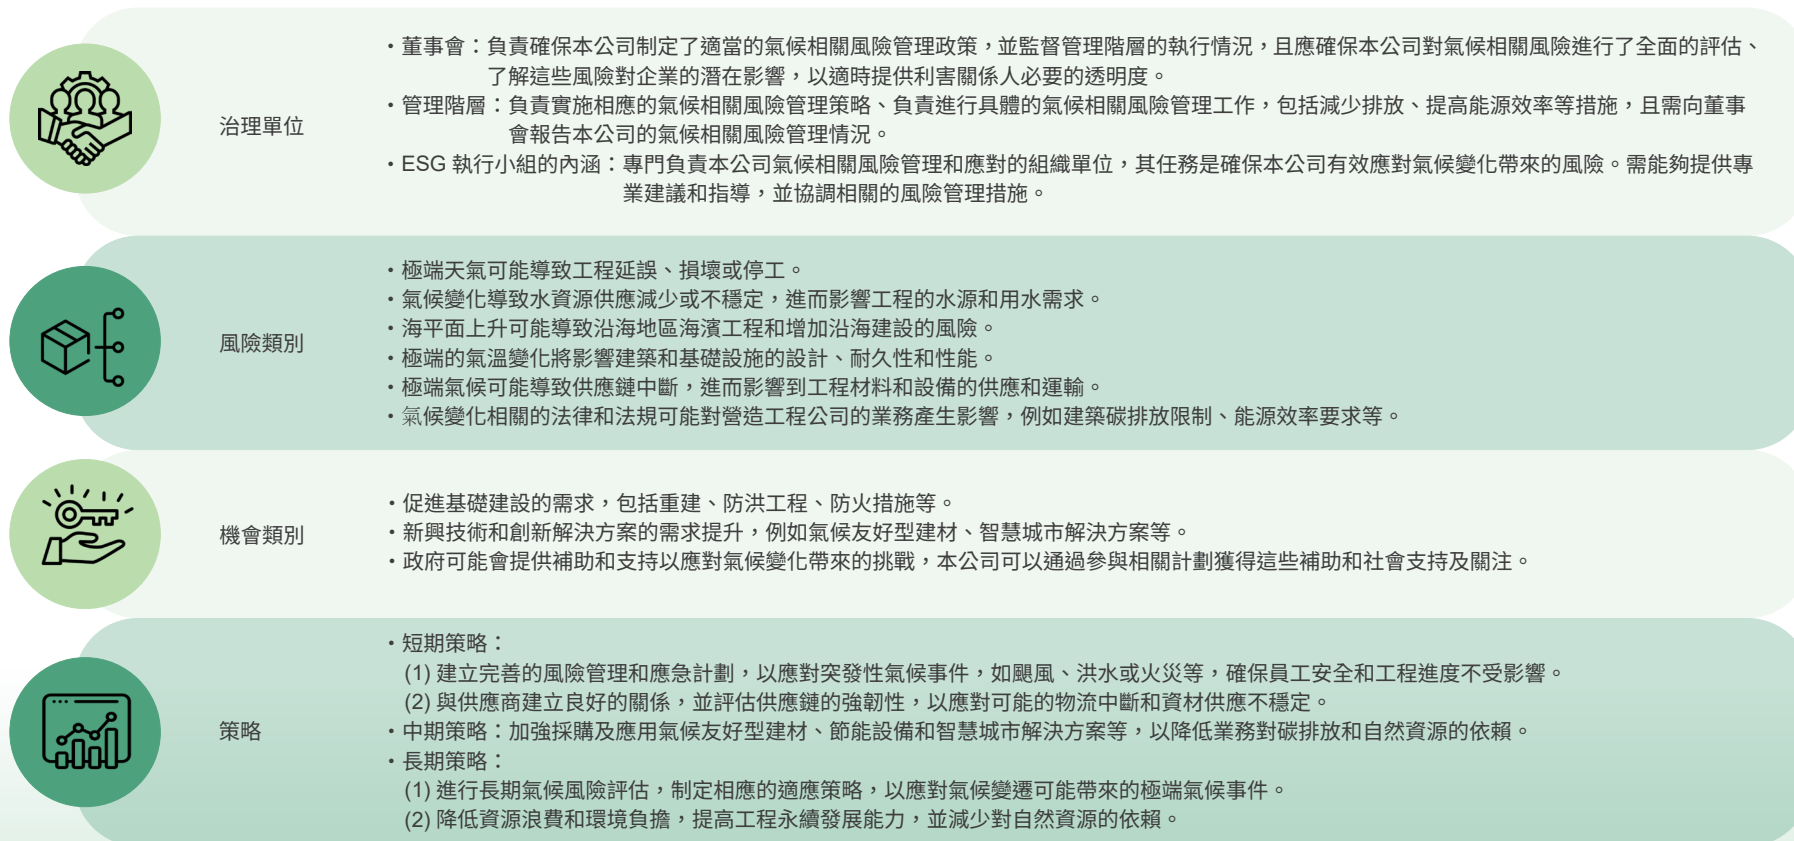 治理單位
・董事會：負責確保本公司制定了適當的氣候相關風險管理政策，並監督管理階層的執行情況，且應確保本公司對氣候相關風險進行了全面的評估、
了解這些風險對企業的潛在影響，以適時提供利害關係人必要的透明度。
・管理階層：負責實施相應的氣候相關風險管理策略、負責進行具體的氣候相關風險管理工作，包括減少排放、提高能源效率等措施，且需向董事
會報告本公司的氣候相關風險管理情況。
・ESG 執行小組的內涵：專門負責本公司氣候相關風險管理和應對的組織單位，其任務是確保本公司有效應對氣候變化帶來的風險。需能夠提供專
業建議和指導，並協調相關的風險管理措施。
風險類別
・極端天氣可能導致工程延誤、損壞或停工。
・氣候變化導致水資源供應減少或不穩定，進而影響工程的水源和用水需求。
・海平面上升可能導致沿海地區海濱工程和增加沿海建設的風險。
・極端的氣溫變化將影響建築和基礎設施的設計、耐久性和性能。
・極端氣候可能導致供應鏈中斷，進而影響到工程材料和設備的供應和運輸。
・氣候變化相關的法律和法規可能對營造工程公司的業務產生影響，例如建築碳排放限制、能源效率要求等。
機會類別
・促進基礎建設的需求，包括重建、防洪工程、防火措施等。
・新興技術和創新解決方案的需求提升，例如氣候友好型建材、智慧城市解決方案等。
・政府可能會提供補助和支持以應對氣候變化帶來的挑戰，本公司可以通過參與相關計劃獲得這些補助和社會支持及關注。
策略
・短期策略：
(1) 建立完善的風險管理和應急計劃，以應對突發性氣候事件，如颶風、洪水或火災等，確保員工安全和工程進度不受影響。
(2) 與供應商建立良好的關係，並評估供應鏈的強韌性，以應對可能的物流中斷和資材供應不穩定。
・中期策略：加強採購及應用氣候友好型建材、節能設備和智慧城市解決方案等，以降低業務對碳排放和自然資源的依賴。
・長期策略：
(1) 進行長期氣候風險評估，制定相應的適應策略，以應對氣候變遷可能帶來的極端氣候事件。
(2) 降低資源浪費和環境負擔，提高工程永續發展能力，並減少對自然資源的依賴。